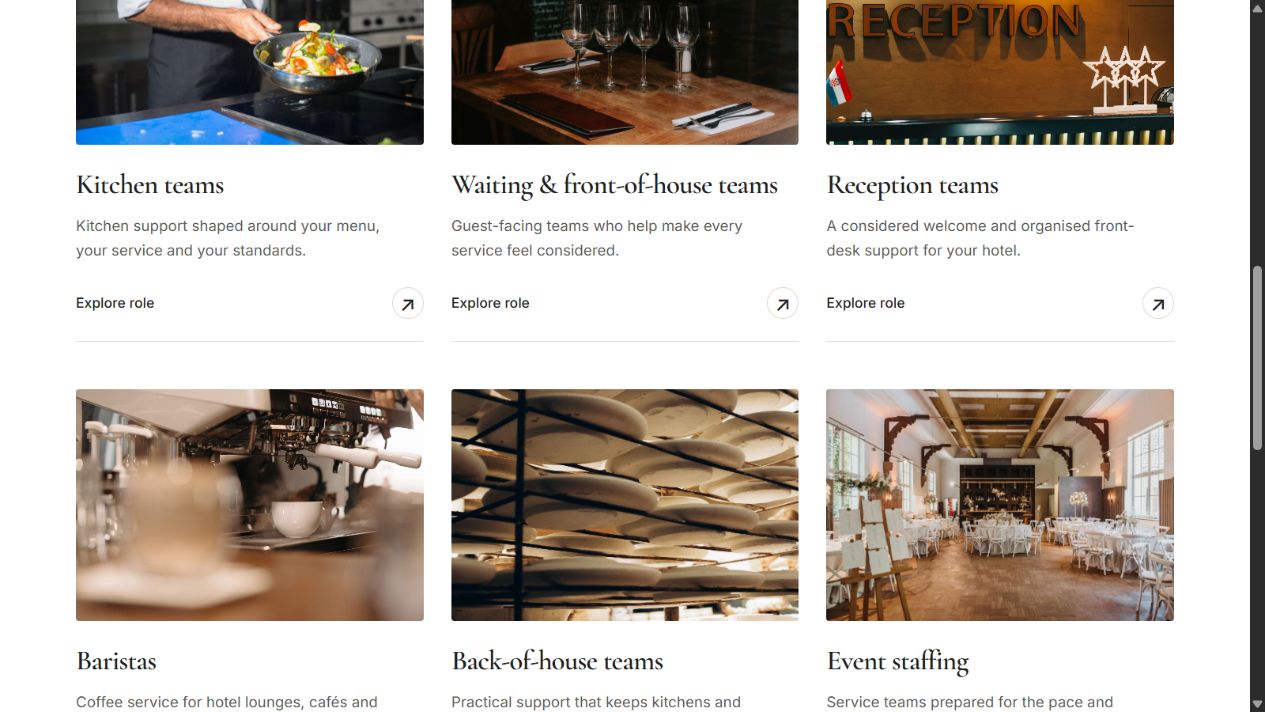 RECEPTION
Kitchen teams
Kitchen support shaped around your menu,
your service and your standards.
Explore role
Waiting & front-of-house teams
Guest-facing teams who help make every
service feel considered.
Explore role
Reception teams
A considered welcome and organised front-
desk support for your hotel.
Explore role
Baristas
Coffee service for hotel lounges, cafés and
Back-of-house teams
Practical support that keeps kitchens and
Event staffing
Service teams prepared for the pace and